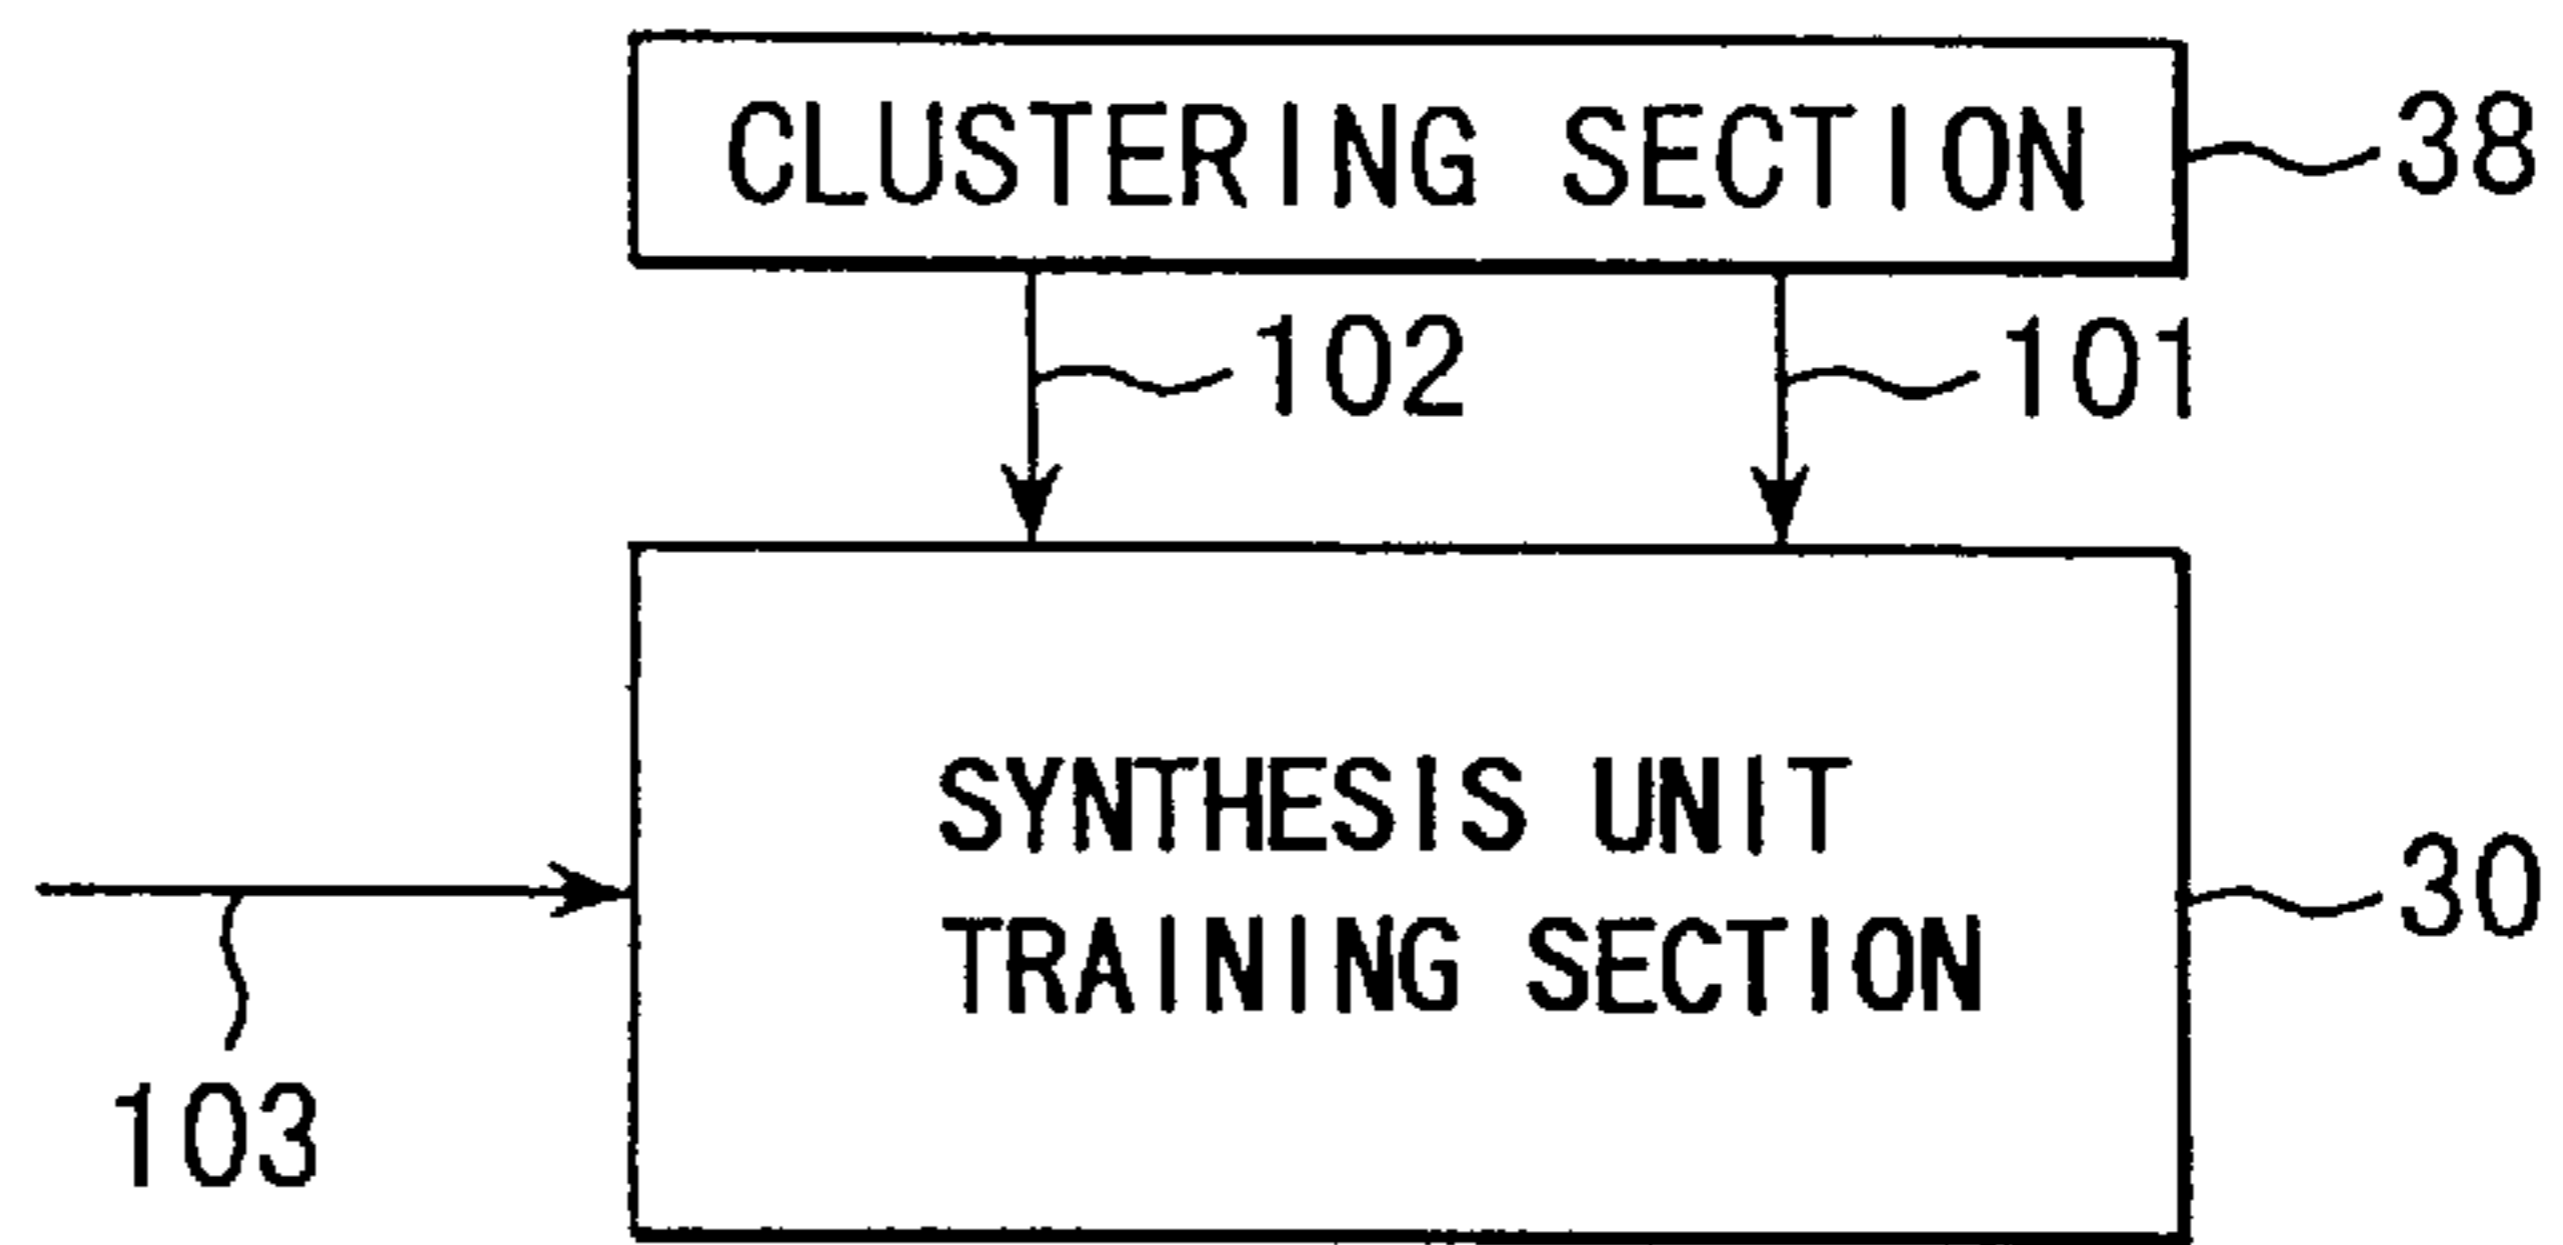 CLUSTERING SECTION
38
102
101
SYNTHESIS UNIT
TRAINING SECTION
30
103